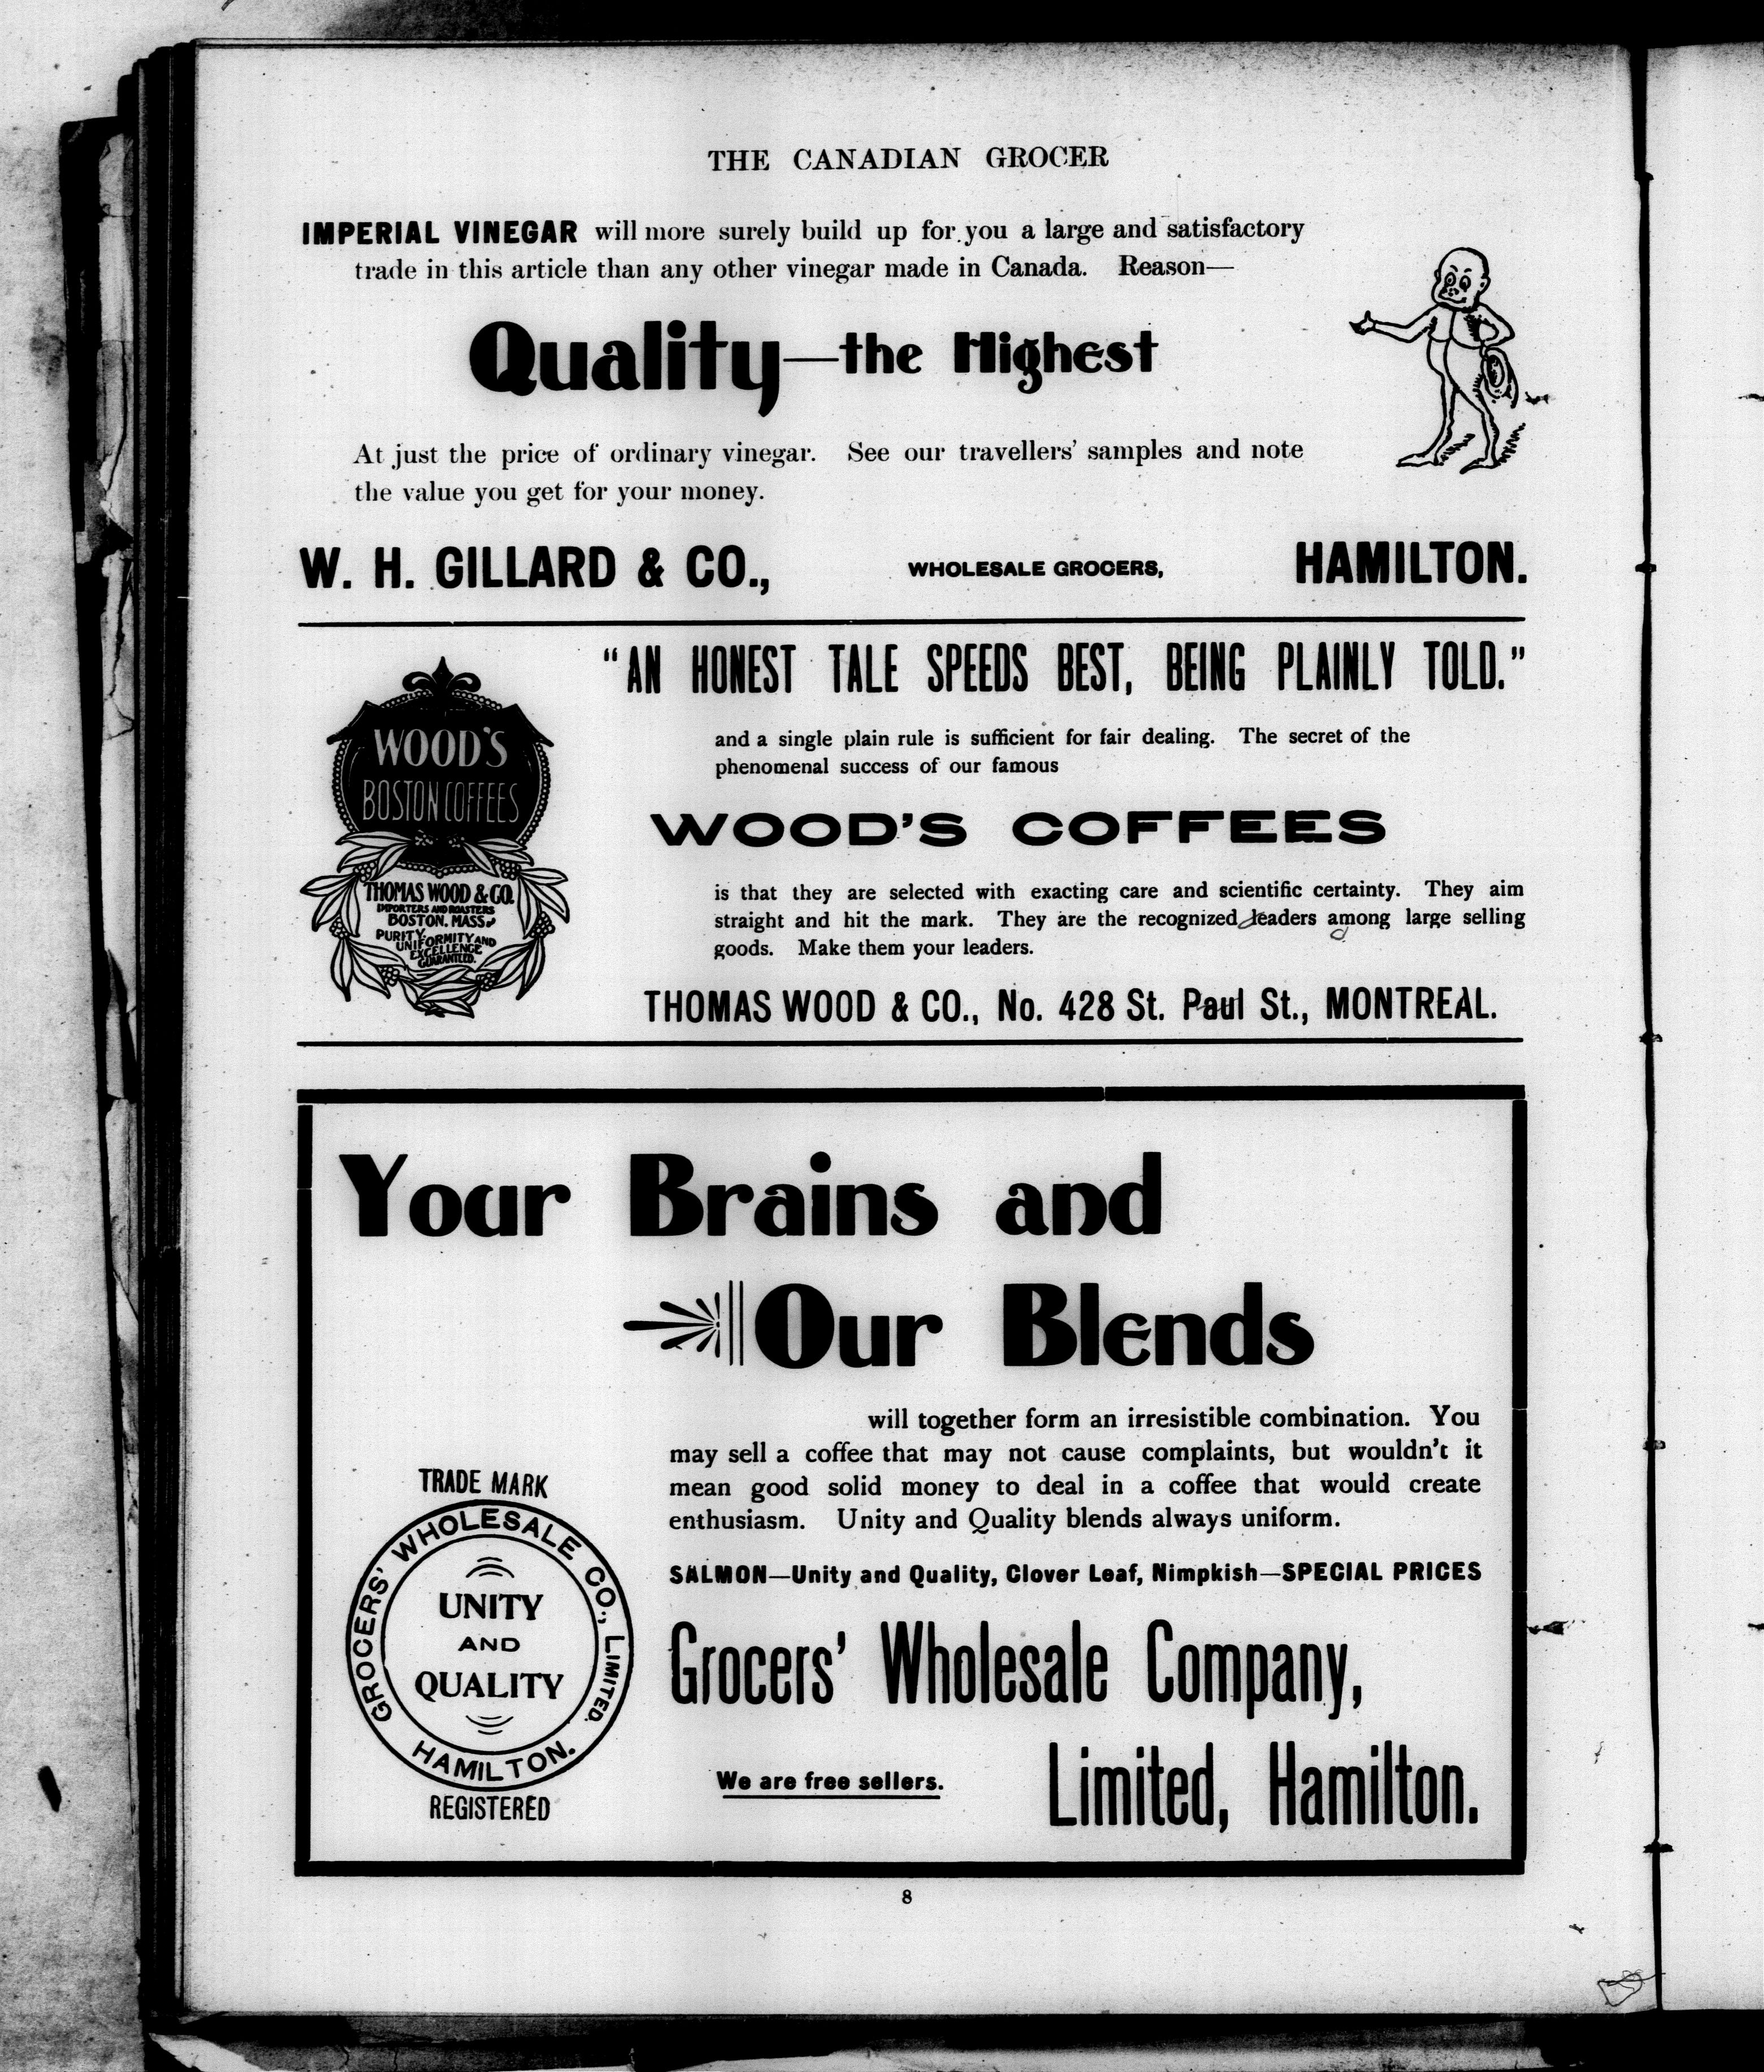 THE CANADIAN GROCER
IMPERIAL VINEGAR will more surely build up for you a large and satisfactory
trade in this article than any other vinegar made in Canada. Reason—
Quality—the Highest
At just the price of ordinary vinegar. See our travellers' samples and note
the value you get for your money.
W. H. GILLARD & CO., WHOLESALE GROCERS, HAMILTON.
WOOD'S
BOSTON COFFEES
THOMAS WOOD & CO.
IMPORTERS AND ROASTERS
BOSTON, MASS.
PURITY,
UNIFORMITY AND
EXCELLENCE
GUARANTEED.
"AN HONEST TALE SPEEDS BEST, BEING PLAINLY TOLD."
and a single plain rule is sufficient for fair dealing. The secret of the
phenomenal success of our famous
WOOD'S COFFEES
is that they are selected with exacting care and scientific certainty. They aim
straight and hit the mark. They are the recognized leaders among large selling
goods. Make them your leaders.
THOMAS WOOD & CO., No. 428 St. Paul St., MONTREAL.
Your Brains and
Our Blends
will together form an irresistible combination. You
may sell a coffee that may not cause complaints, but wouldn't it
mean good solid money to deal in a coffee that would create
enthusiasm. Unity and Quality blends always uniform.
SALMON—Unity and Quality, Clover Leaf, Nimpkish—SPECIAL PRICES
TRADE MARK
GROCERS' WHOLESALE CO., LIMITED.
UNITY
AND
QUALITY
HAMILTON.
REGISTERED
Grocers' Wholesale Company,
We are free sellers.
Limited, Hamilton.
8